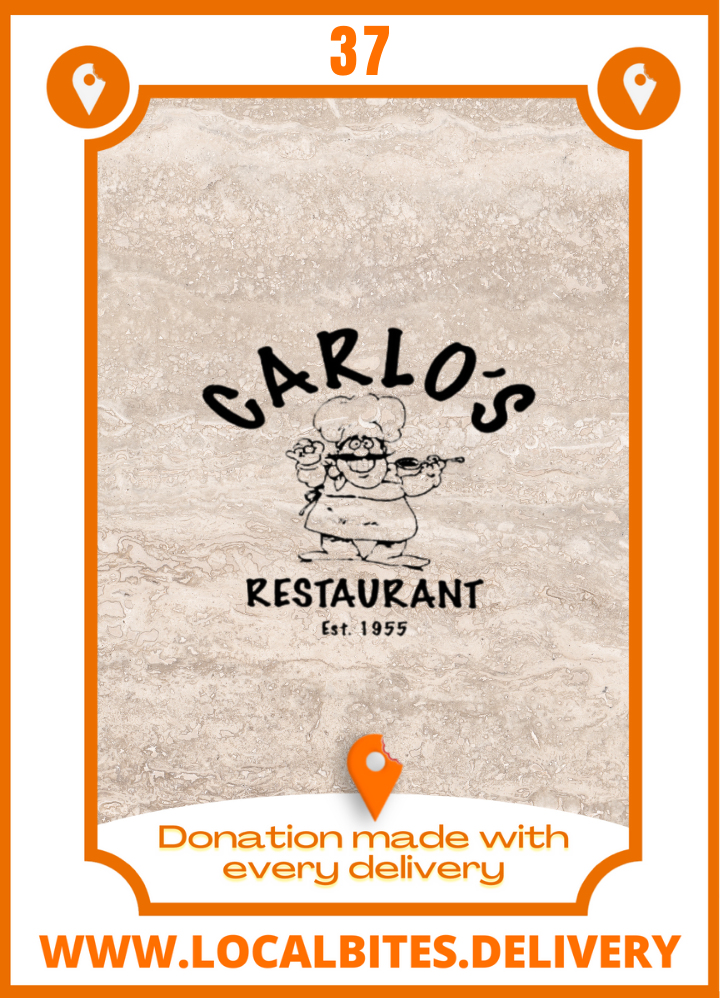 37
CARLO'S
RESTAURANT
Est. 1955
Donation made with
every delivery
WWW.LOCALBITES.DELIVERY